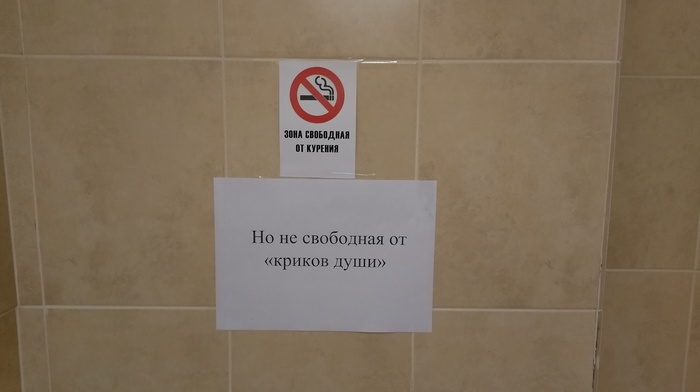 ЗОНА СВОБОДНАЯ
ОТ КУРЕНИЯ
Но не свободная от
«криков души»